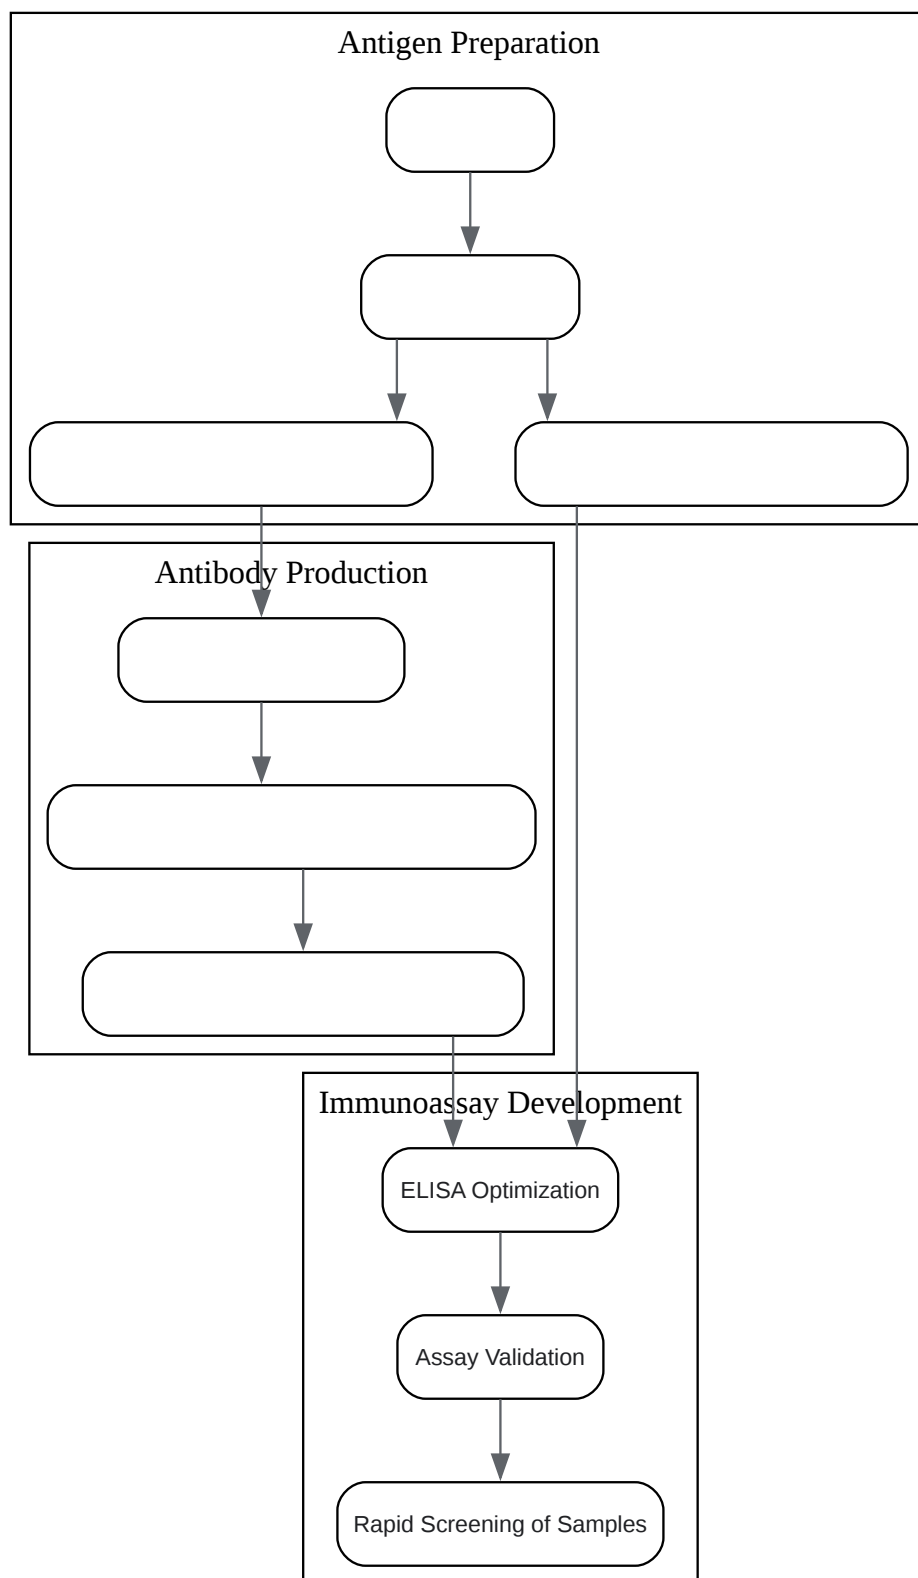 Antigen Preparation
Antibody Production
Immunoassay Development
ELISA Optimization
Assay Validation
Rapid Screening of Samples